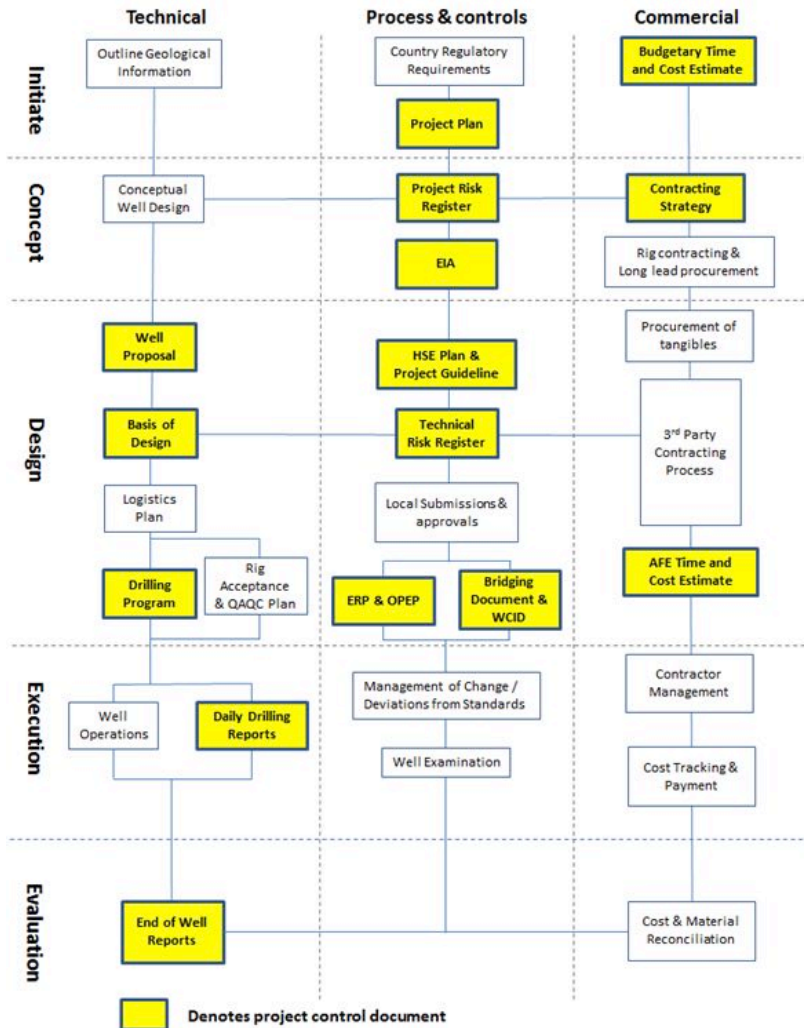 Technical
Process & controls
Commercial
Initiate
Outline Geological
Information
Country Regulatory
Requirements
Budgetary Time
and Cost Estimate
Project Plan
Concept
Conceptual
Well Design
Project Risk
Register
Contracting
Strategy
EIA
Rig contracting &
Long lead procurement
Design
Well
Proposal
HSE Plan &
Project Guideline
Procurement of
tangibles
Basis of
Design
Technical
Risk Register
3rd Party
Contracting
Process
Logistics
Plan
Local Submissions &
approvals
Drilling
Program
Rig
Acceptance
& QAQC Plan
ERP & OPEP
Bridging
Document &
WCID
AFE Time and
Cost Estimate
Execution
Well
Operations
Daily Drilling
Reports
Management of Change /
Deviations from Standards
Contractor
Management
Well Examination
Cost Tracking &
Payment
Evaluation
End of Well
Reports
Cost & Material
Reconciliation
Denotes project control document